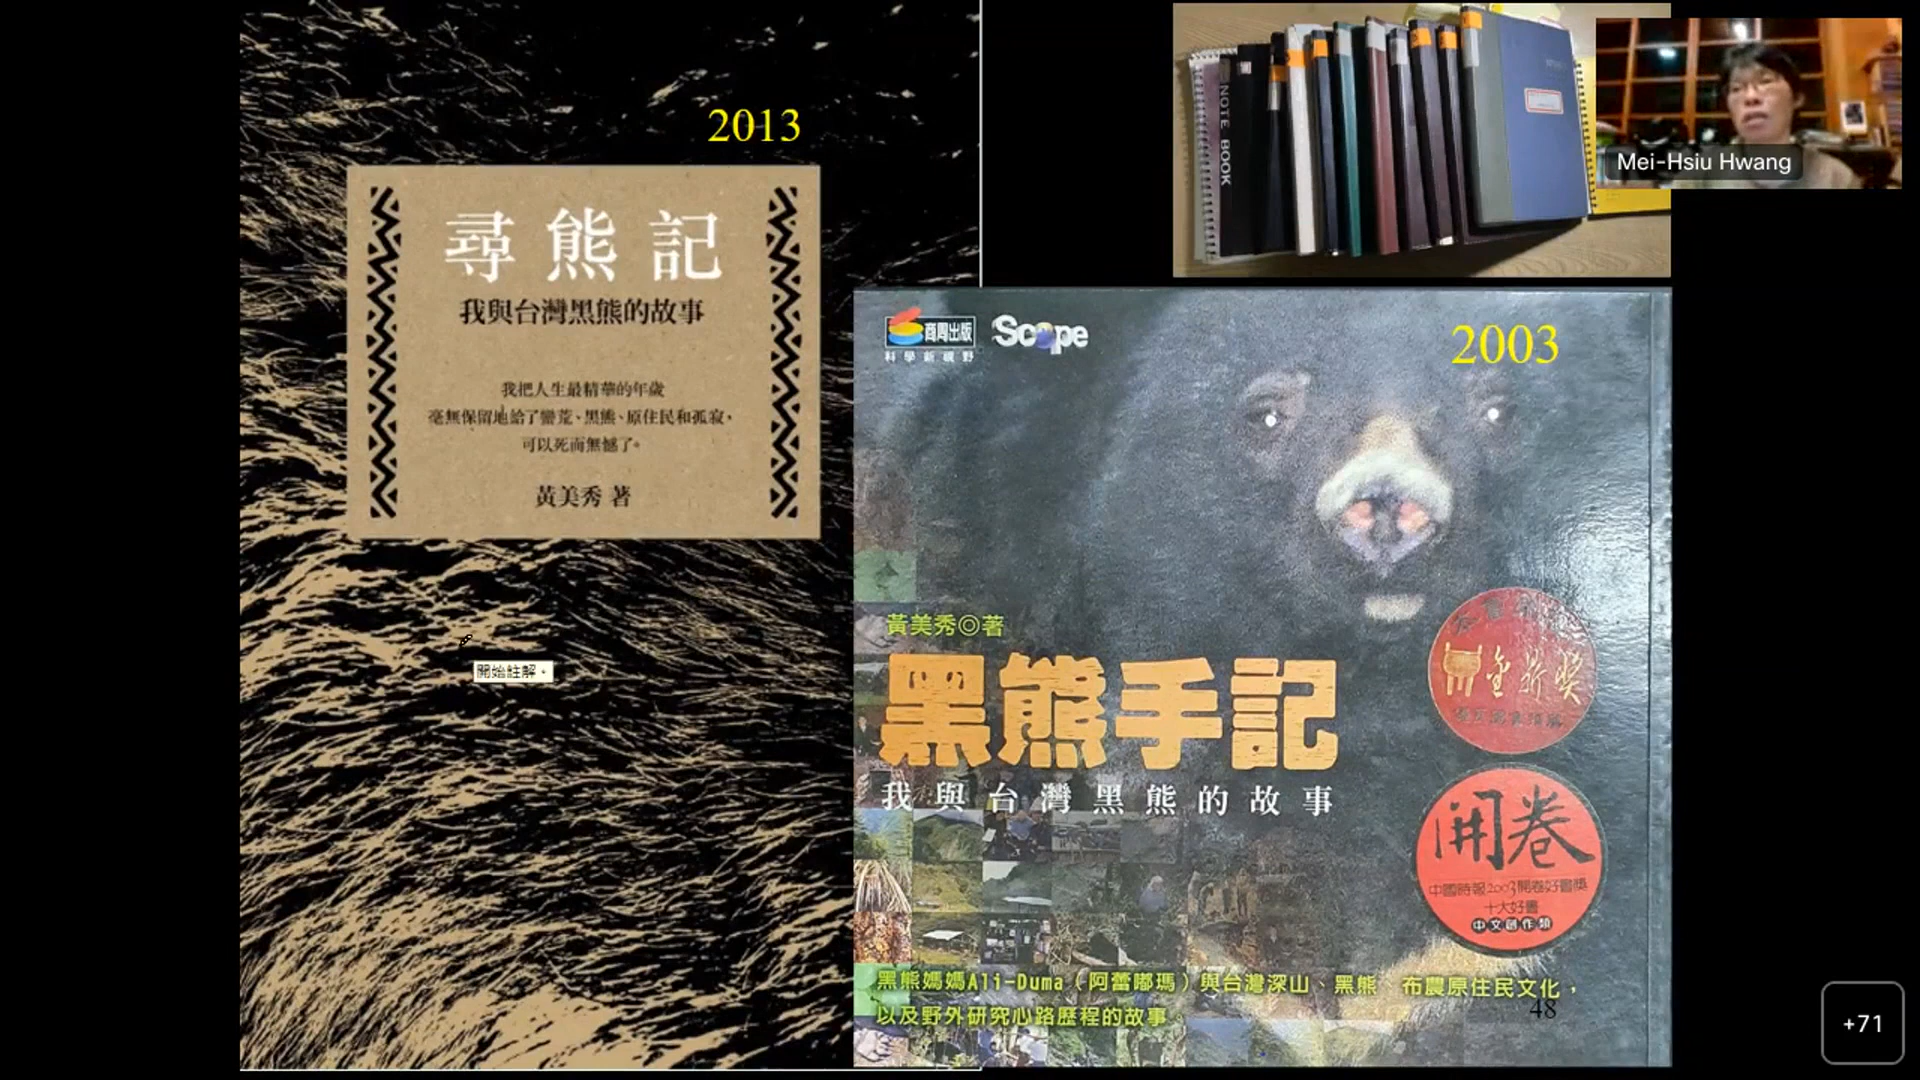 2013
尋熊記
我與台灣黑熊的故事
我把人生最精華的年歲
毫無保留地給了蠻荒、黑熊、原住民和孤寂,
可以死而無憾了。
黃美秀 著
開始註解。
NOTE BOOK
Mei-Hsiu Hwang
商周出版
科學新視野
Scope
2003
黃美秀◎著
黑熊手記
我與台灣黑熊的故事
金鼎獎
開卷
中國時報2003開卷好書獎
十大好書
中文創作類
黑熊媽媽Ali-Duma(阿蕾嘟瑪)與台灣深山、黑熊、布農原住民文化,
以及野外研究心路歷程的故事。
48
+71